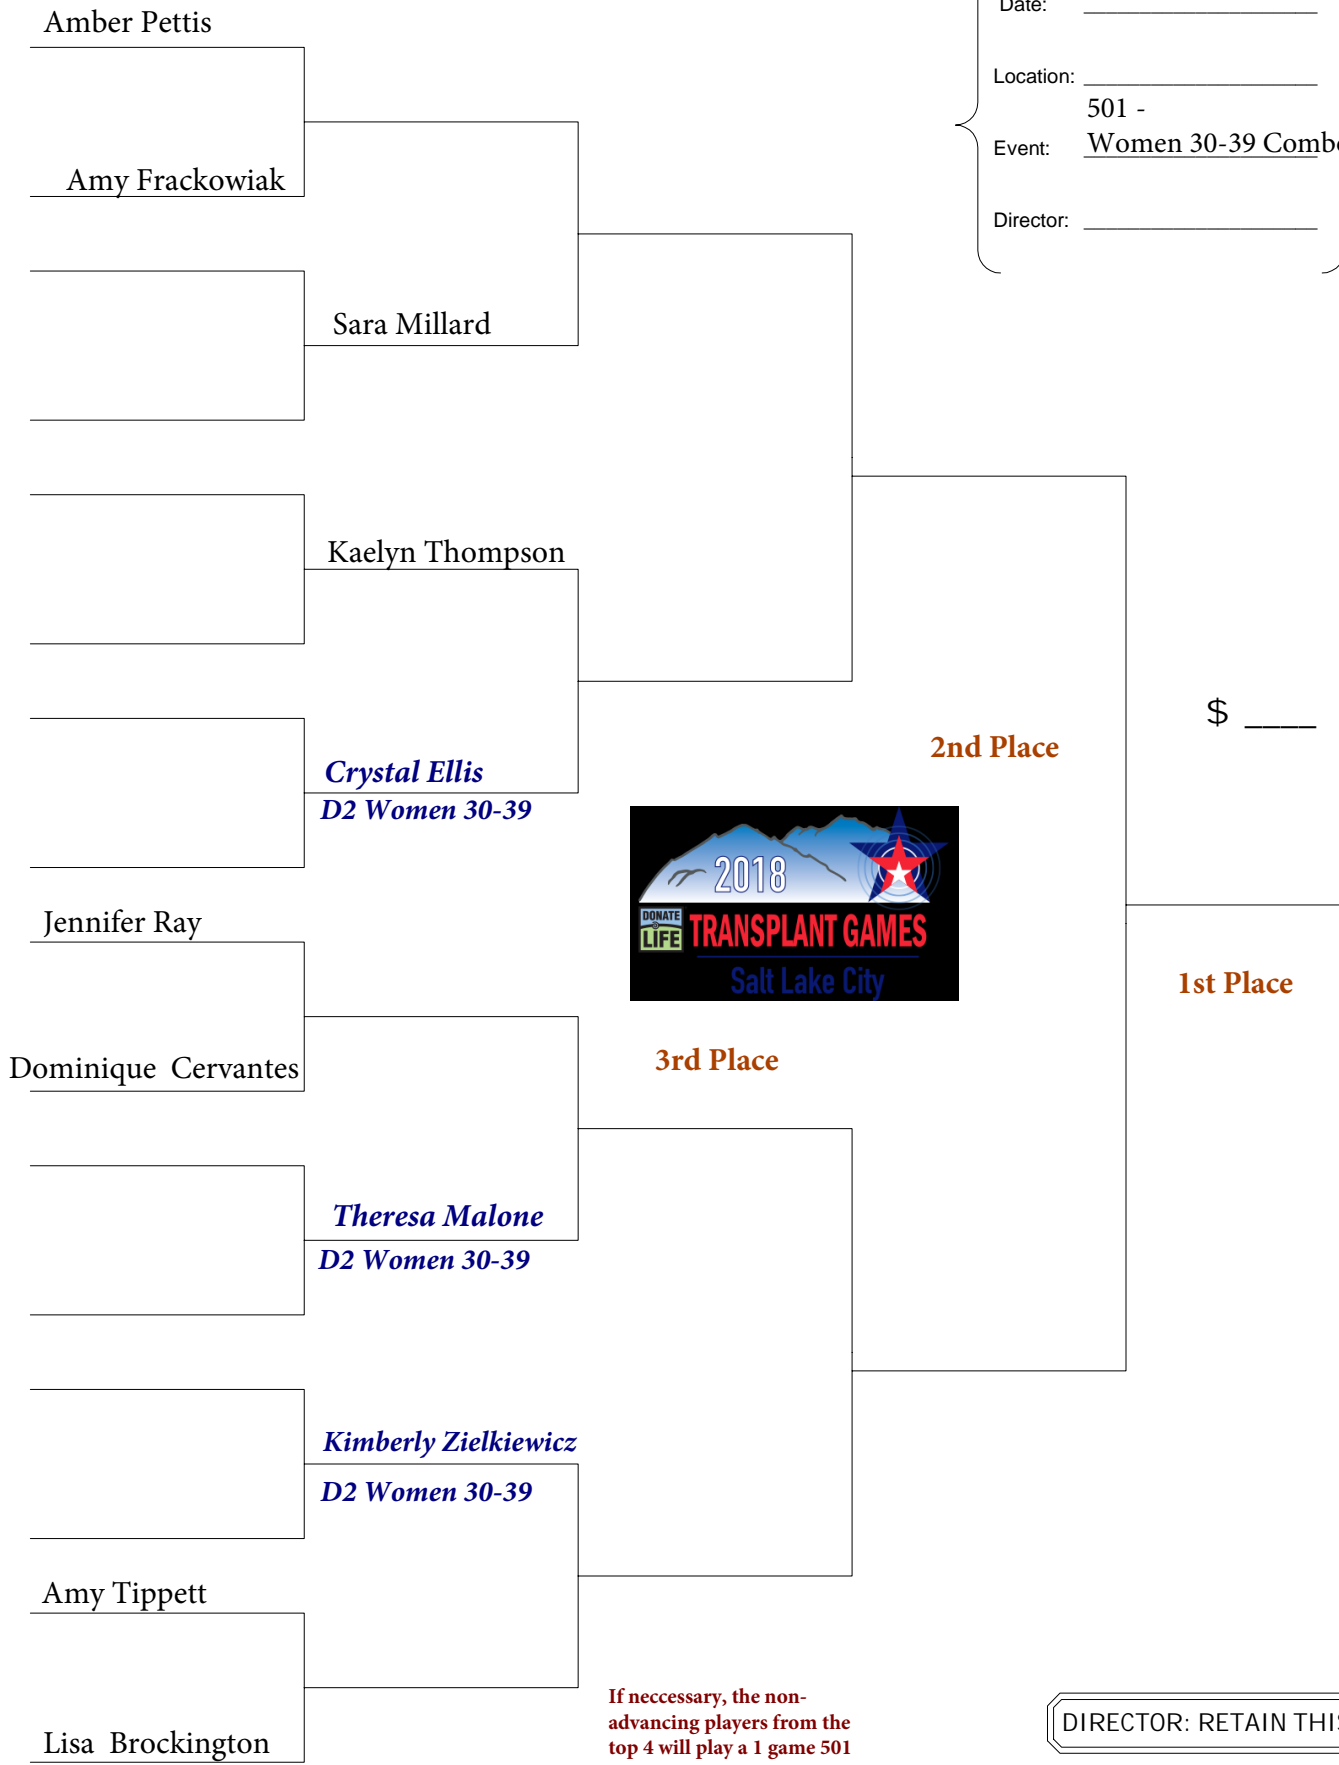 Amber Pettis
Date:
Location:
501 -
Event: Women 30-39 Comb
Amy Frackowiak
Director:
Sara Millard
Kaelyn Thompson
$ ____
2nd Place
Crystal Ellis
D2 Women 30-39
2018
DONATE
LIFE
TRANSPLANT GAMES
Salt Lake City
Jennifer Ray
1st Place
Dominique Cervantes
3rd Place
Theresa Malone
D2 Women 30-39
Kimberly Zielkiewicz
D2 Women 30-39
Amy Tippett
If neccessary, the non-
advancing players from the
top 4 will play a 1 game 501
DIRECTOR: RETAIN THI
Lisa Brockington